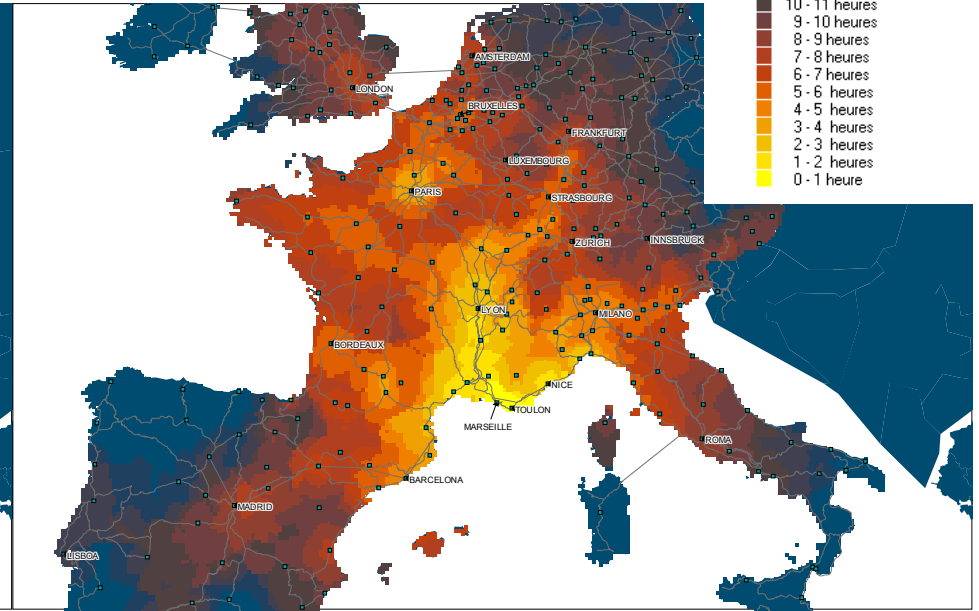 10 - 11 heures
9 - 10 heures
8 - 9 heures
7 - 8 heures
6 - 7 heures
5 - 6 heures
4 - 5 heures
3 - 4 heures
2 - 3 heures
1 - 2 heures
0 - 1 heure
AMSTERDAM
LONDON
BRUXELLES
FRANKFURT
LUXEMBOURG
PARIS
STRASBOURG
ZURICH
INNSBRUCK
LYON
MILANO
BORDEAUX
NICE
TOULON
MARSEILLE
ROMA
BARCELONA
MADRID
LISBOA